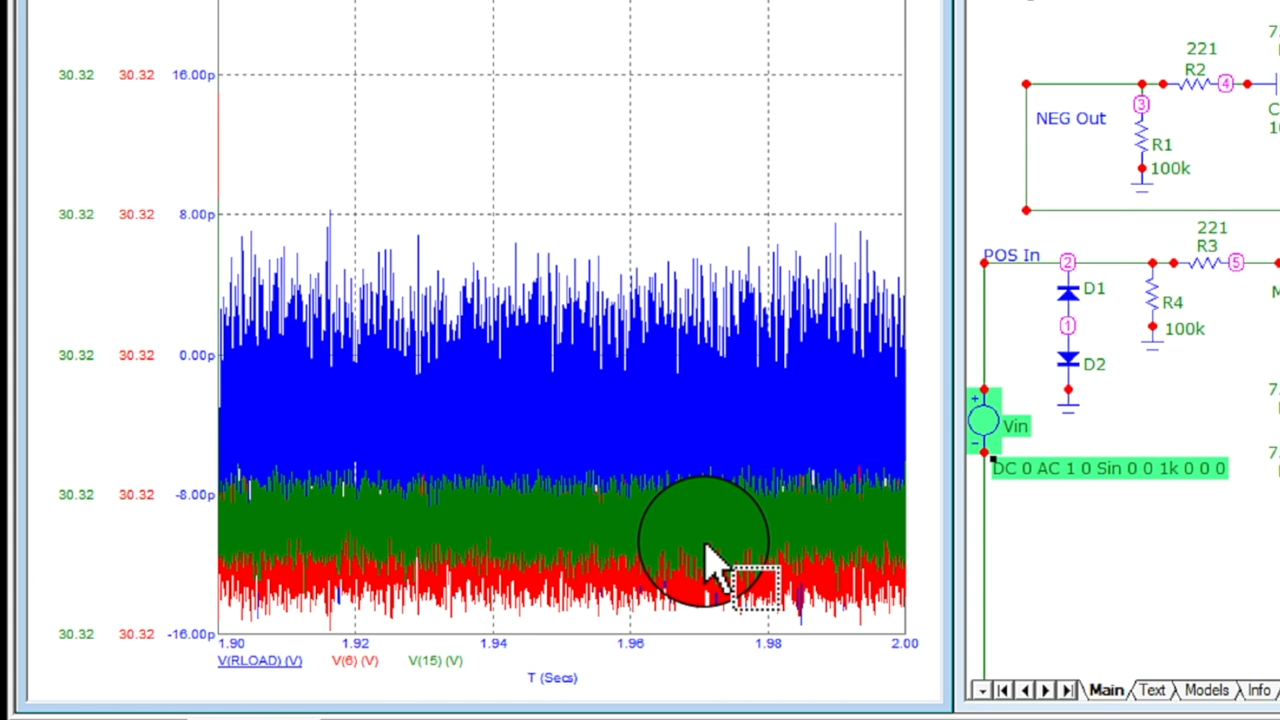 30.32 30.32 16.00p
30.32 30.32 8.00p
30.32 30.32 0.00p
30.32 30.32 -8.00p
30.32 30.32 -16.00p
1.90 1.92 1.94 1.96 1.98 2.00
V(RLOAD) (V) V(6) (V) V(15) (V)
T (Secs)
221
R2
4
3
NEG Out
R1
100k
221
R3
POS In
2
5
D1
R4
1
100k
D2
Vin
DC 0 AC 1 0 Sin 0 0 1k 0 0 0
Main Text Models Info